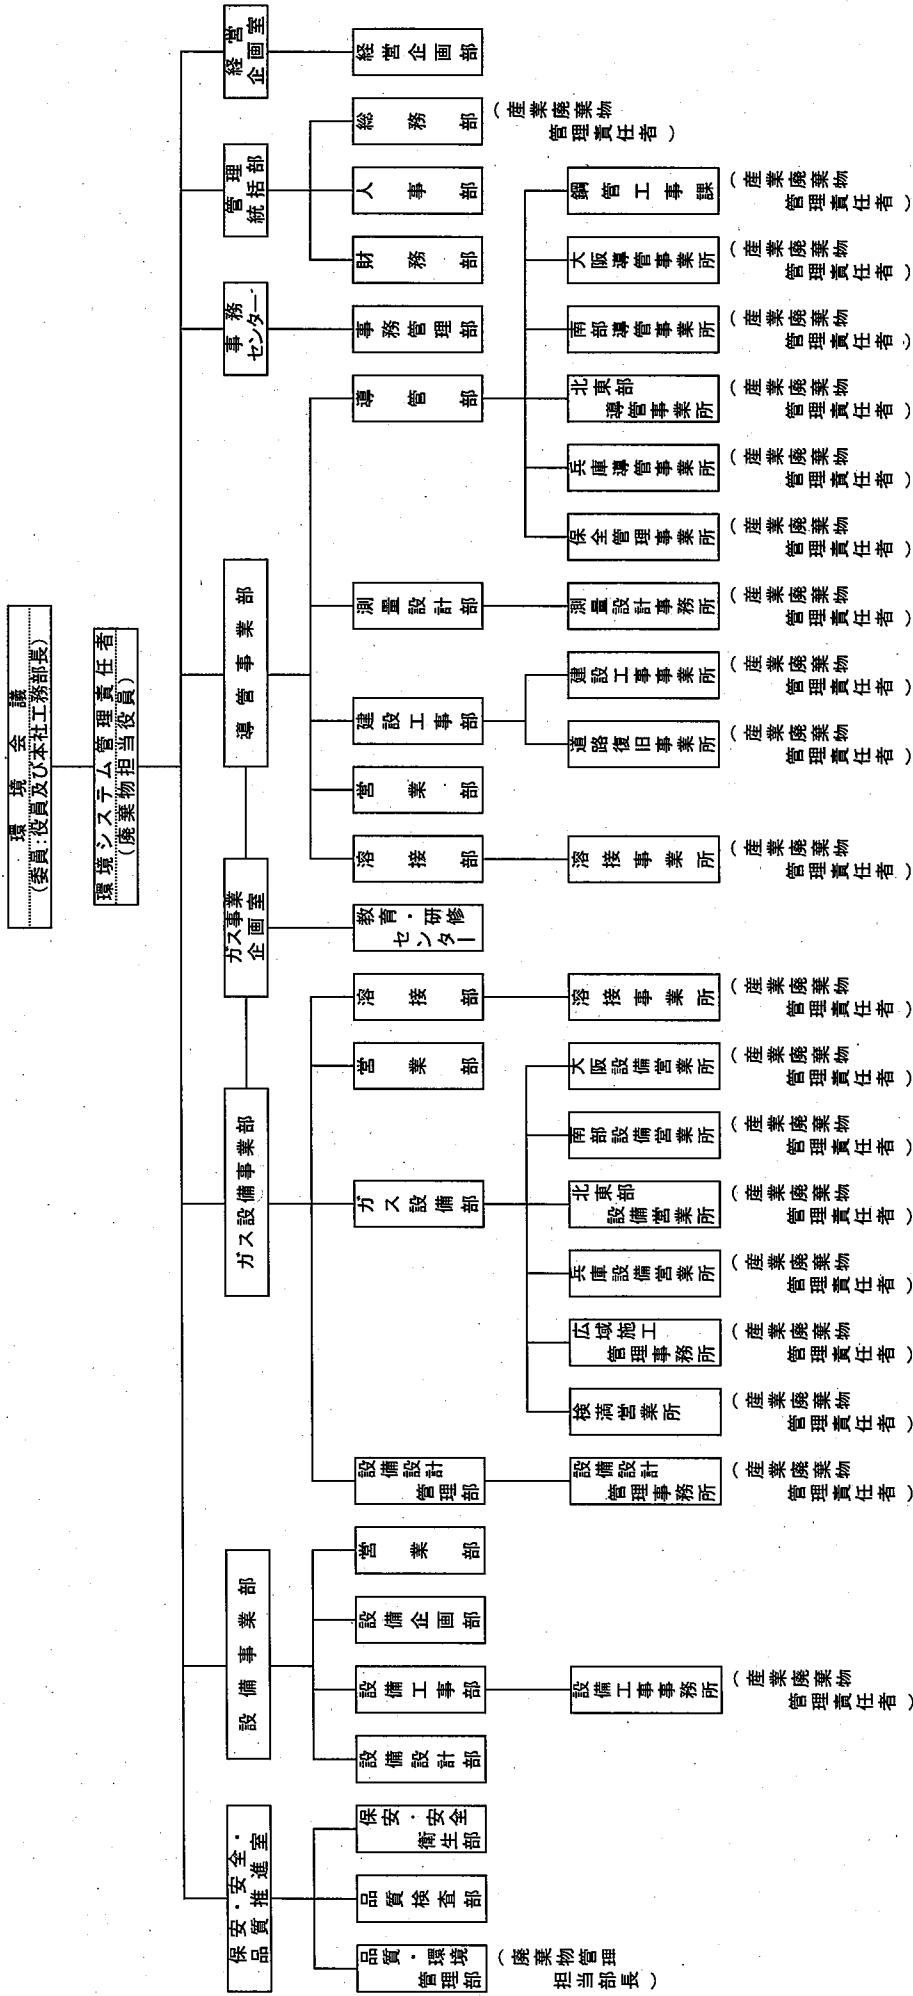 環境会議
(委員:役員及び本社工務部長)
環境システム管理責任者
(廃棄物担当役員)
保安・安全・
品質推進室
設備事業部
ガス設備事業部
ガス事業
企画室
導管事業部
事務
センター
管理
統括部
経営
企画室
品質・環境
管理部
(廃棄物管理
担当部長)
品質検査部
保安・安全
衛生部
設備設計部
設備工事部
設備企画部
営業部
設備設計
管理部
ガス設備部
営業部
溶接部
教育・研修
センター
溶接部
営業部
建設工事部
測量設計部
導管部
事務管理部
財務部
人事部
総務部
(産業廃棄物
管理責任者)
経営企画部
設備工事事務所
(産業廃棄物
管理責任者)
設備設計
管理事務所
(産業廃棄物
管理責任者)
検満営業所
(産業廃棄物
管理責任者)
広域施工
管理事務所
(産業廃棄物
管理責任者)
兵庫設備営業所
(産業廃棄物
管理責任者)
北東部
設備営業所
(産業廃棄物
管理責任者)
南部設備営業所
(産業廃棄物
管理責任者)
大阪設備営業所
(産業廃棄物
管理責任者)
溶接事業所
(産業廃棄物
管理責任者)
溶接事業所
(産業廃棄物
管理責任者)
道路復旧事業所
(産業廃棄物
管理責任者)
建設工事事業所
(産業廃棄物
管理責任者)
測量設計事務所
(産業廃棄物
管理責任者)
保全管理事業所
(産業廃棄物
管理責任者)
兵庫導管事業所
(産業廃棄物
管理責任者)
北東部
導管事業所
(産業廃棄物
管理責任者)
南部導管事業所
(産業廃棄物
管理責任者)
大阪導管事業所
(産業廃棄物
管理責任者)
鋼管工事課
(産業廃棄物
管理責任者)